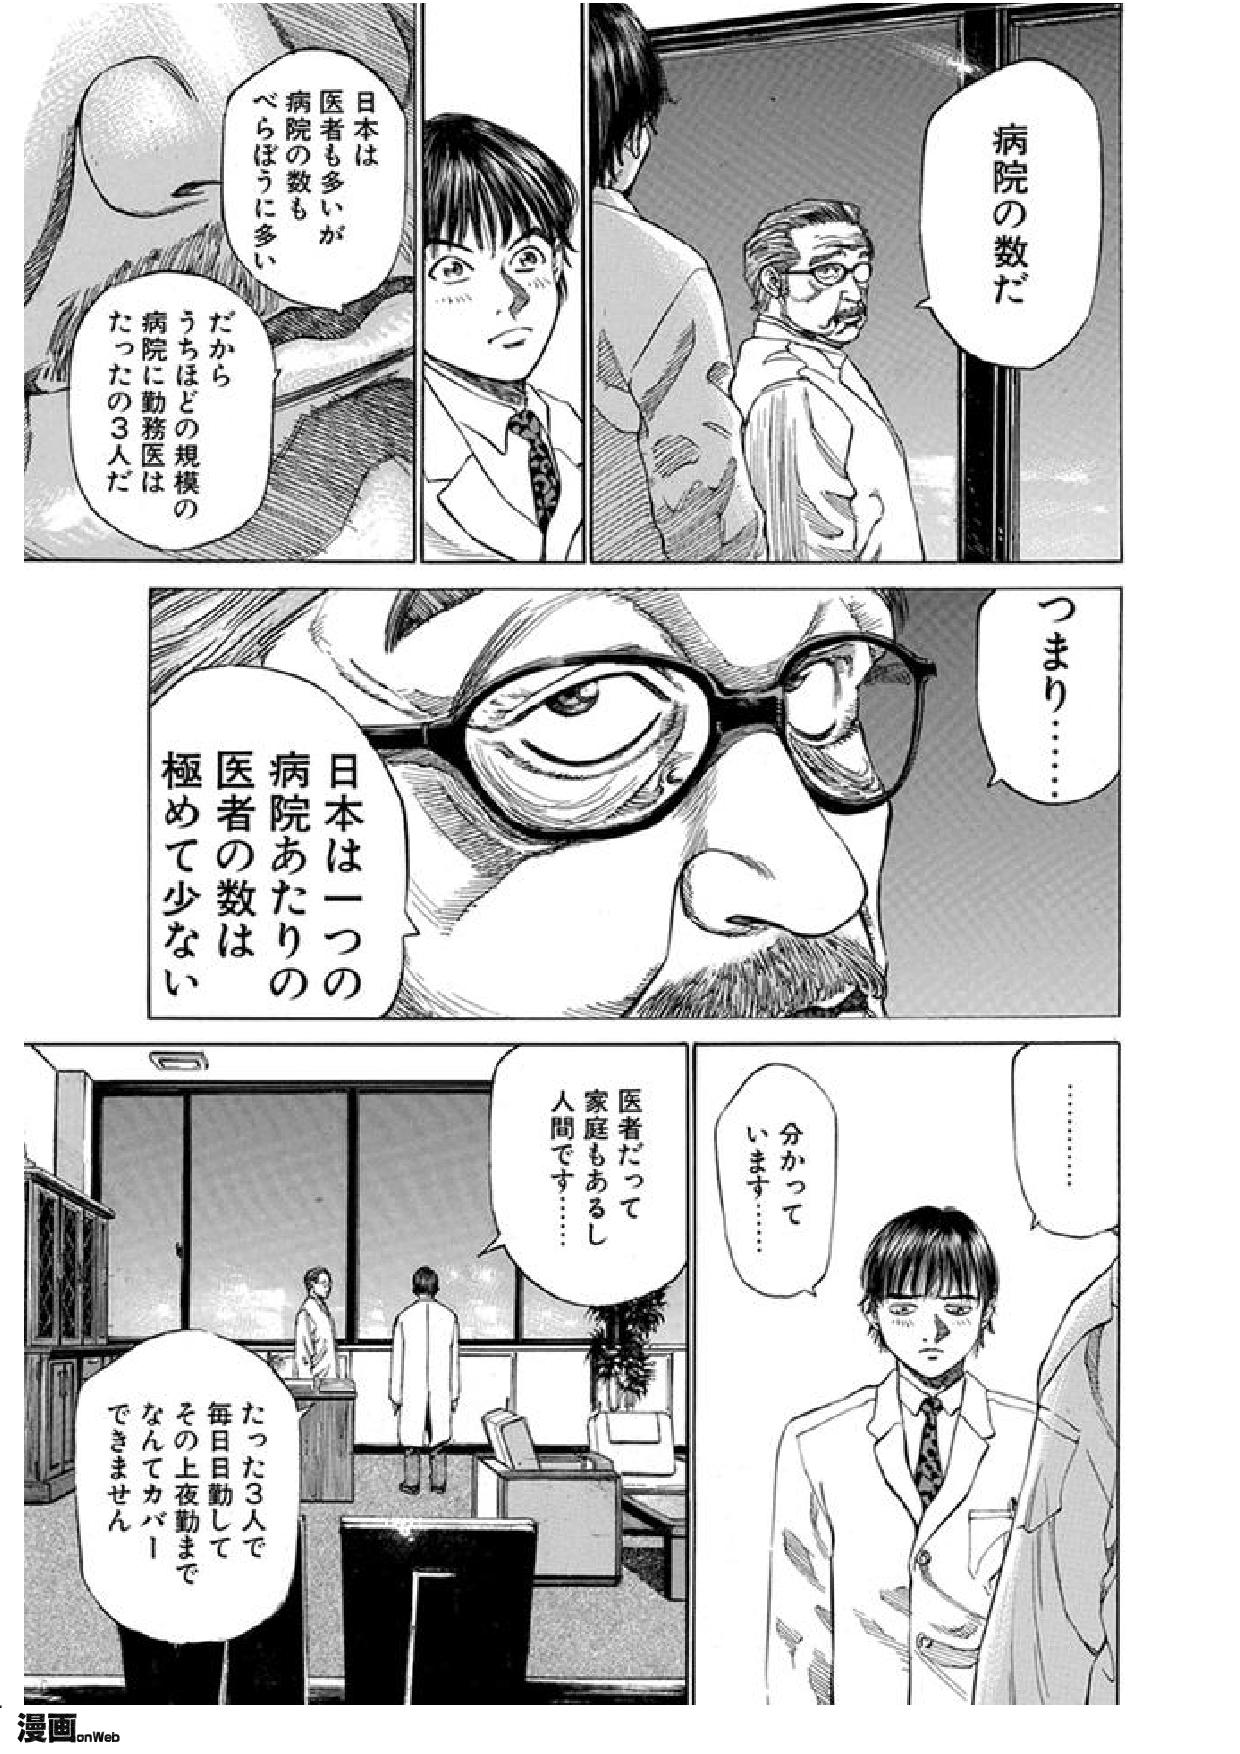 病院の数だ
日本は
医者も多いが
病院の数も
べらぼうに多い
だから
うちほどの規模の
病院に勤務医は
たったの3人だ
つまり……
日本は一つの
病院あたりの
医者の数は
極めて少ない
…………
分かって
います……
医者だって
家庭もあるし
人間です……
たった3人で
毎日日勤して
その上夜勤まで
なんてカバー
できません
漫画onWeb